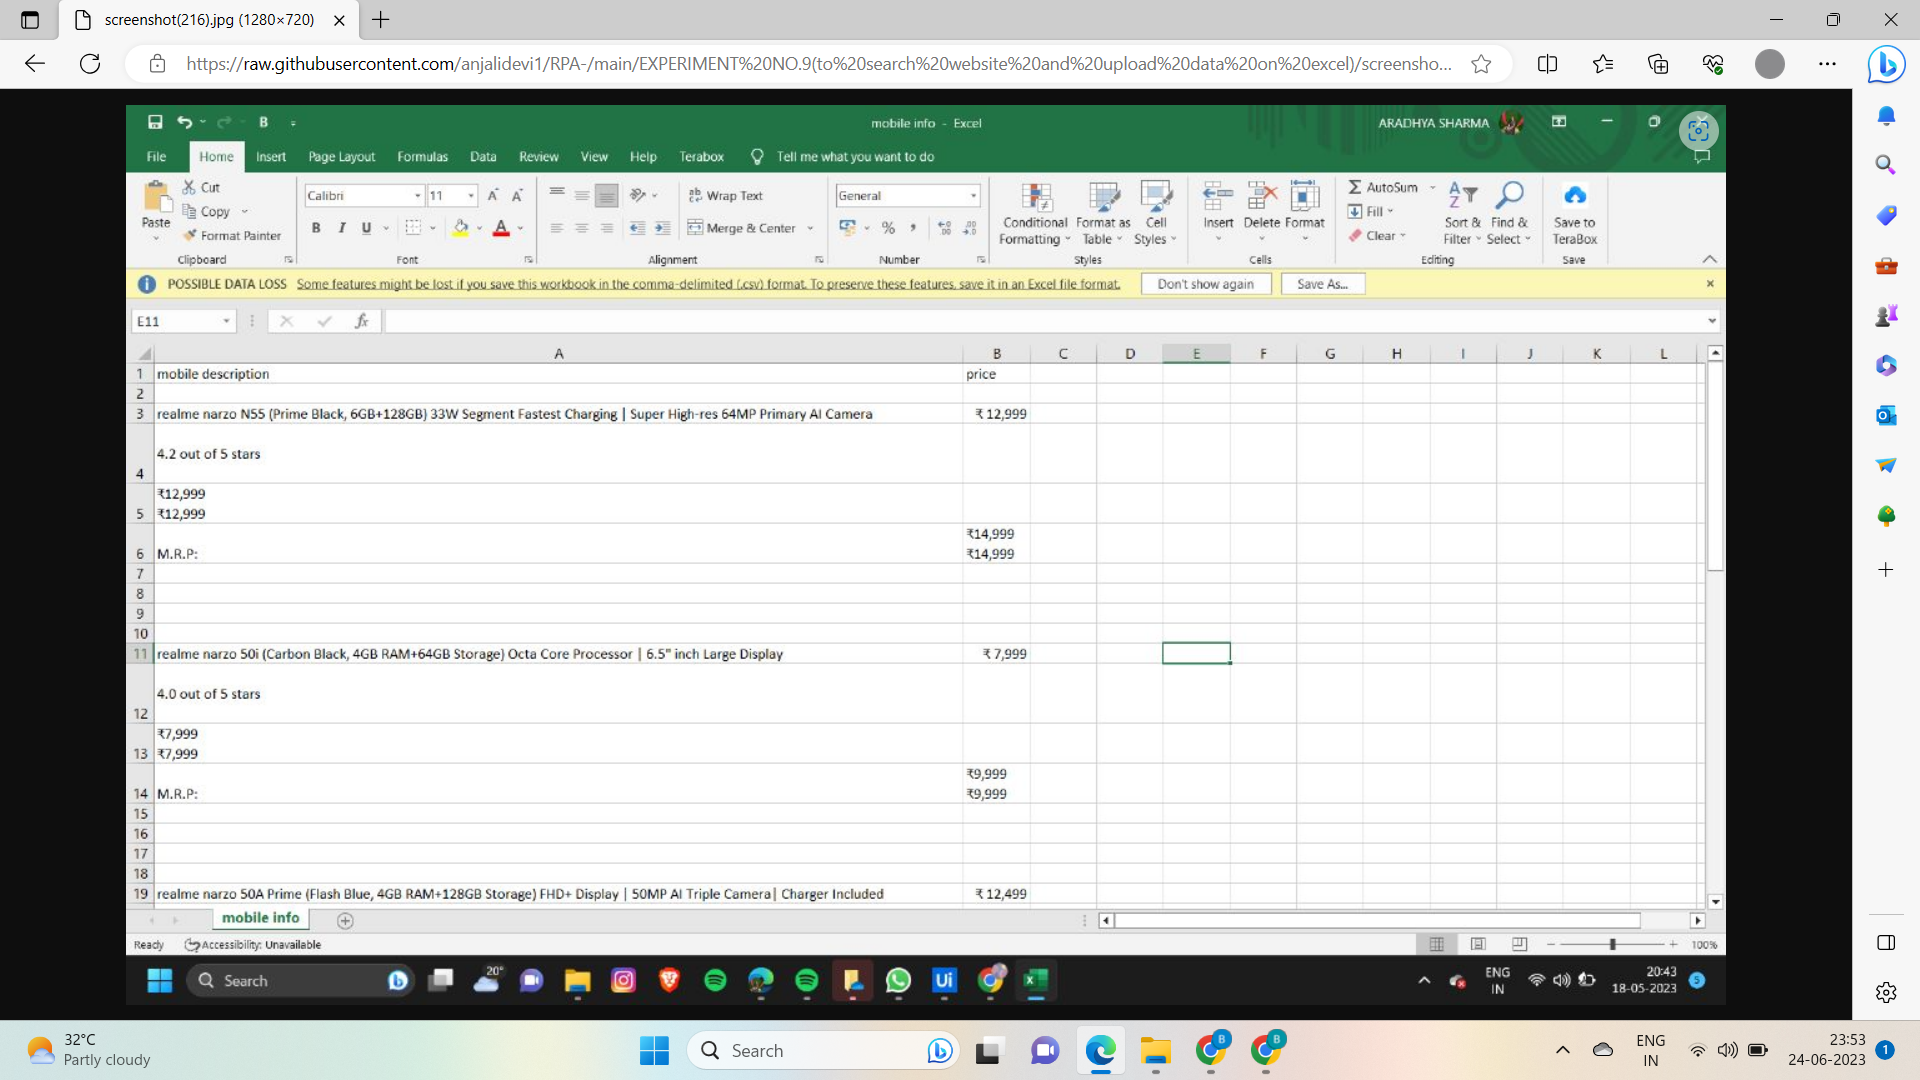 screenshot(216).jpg (1280×720)
https://raw.githubusercontent.com/anjalidevi1/RPA-/main/EXPERIMENT%20NO.9(to%20search%20website%20and%20upload%20data%20on%20excel)/screensho...
B
mobile info - Excel
ARADHYA SHARMA
File Home Insert Page Layout Formulas Data Review View Help Terabox Tell me what you want to do
Paste
Cut
Copy
Format Painter
Clipboard
Calibri 11 A A
B I U A
Font
Wrap Text
Merge & Center
Alignment
General
% ,
Number
Conditional Formatting
Format as Table
Cell Styles
Styles
Insert Delete Format
Cells
AutoSum
Fill
Clear
Sort & Filter
Find & Select
Editing
Save to TeraBox
Save
POSSIBLE DATA LOSS Some features might be lost if you save this workbook in the comma-delimited (.csv) format. To preserve these features, save it in an Excel file format. Don't show again Save As...
E11 fx
A B C D E F G H I J K L
1 mobile description price
2
3 realme narzo N55 (Prime Black, 6GB+128GB) 33W Segment Fastest Charging | Super High-res 64MP Primary AI Camera ₹ 12,999
4 4.2 out of 5 stars
₹12,999
5 ₹12,999
₹14,999
6 M.R.P: ₹14,999
7
8
9
10
11 realme narzo 50i (Carbon Black, 4GB RAM+64GB Storage) Octa Core Processor | 6.5" inch Large Display ₹ 7,999
4.0 out of 5 stars
12
₹7,999
13 ₹7,999
₹9,999
14 M.R.P: ₹9,999
15
16
17
18
19 realme narzo 50A Prime (Flash Blue, 4GB RAM+128GB Storage) FHD+ Display | 50MP AI Triple Camera| Charger Included ₹ 12,499
mobile info
Ready Accessibility: Unavailable 100%
Search 20° Ui ENG IN 20:43 18-05-2023 5
32°C
Partly cloudy
Search
B B
ENG
IN
23:53
24-06-2023
1